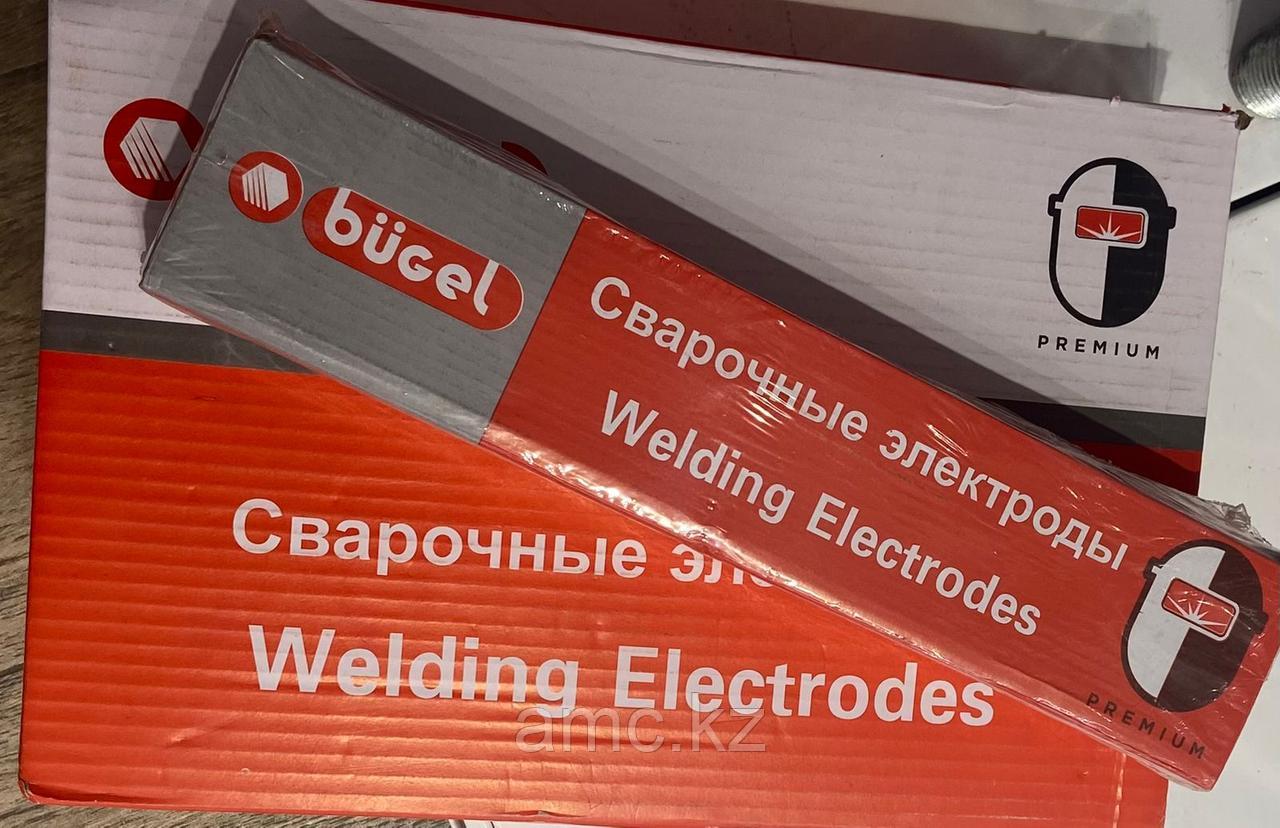 bügel
Сварочные электроды
Welding Electrodes
PREMIUM
PREMIUM
Сварочные
Welding Electrodes
amc.kz